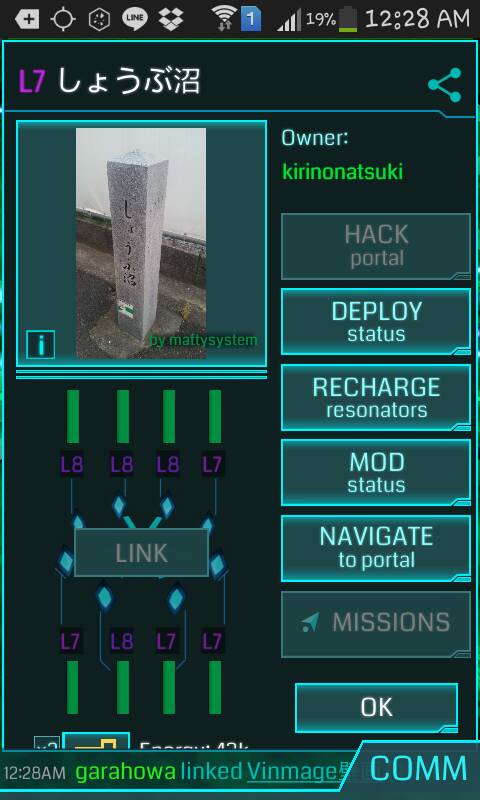 LINE
1
19%
12:28 AM
L7 しょうぶ沼
Owner:
kirinonatsuki
しょうぶ沼
i
by mattysystem
HACK
portal
DEPLOY
status
RECHARGE
resonators
MOD
status
NAVIGATE
to portal
MISSIONS
OK
L8 L8 L8 L7
LINK
L7 L8 L7 L7
x2
Energy: 42k
12:28AM garahowa linked Vinmage
COMM